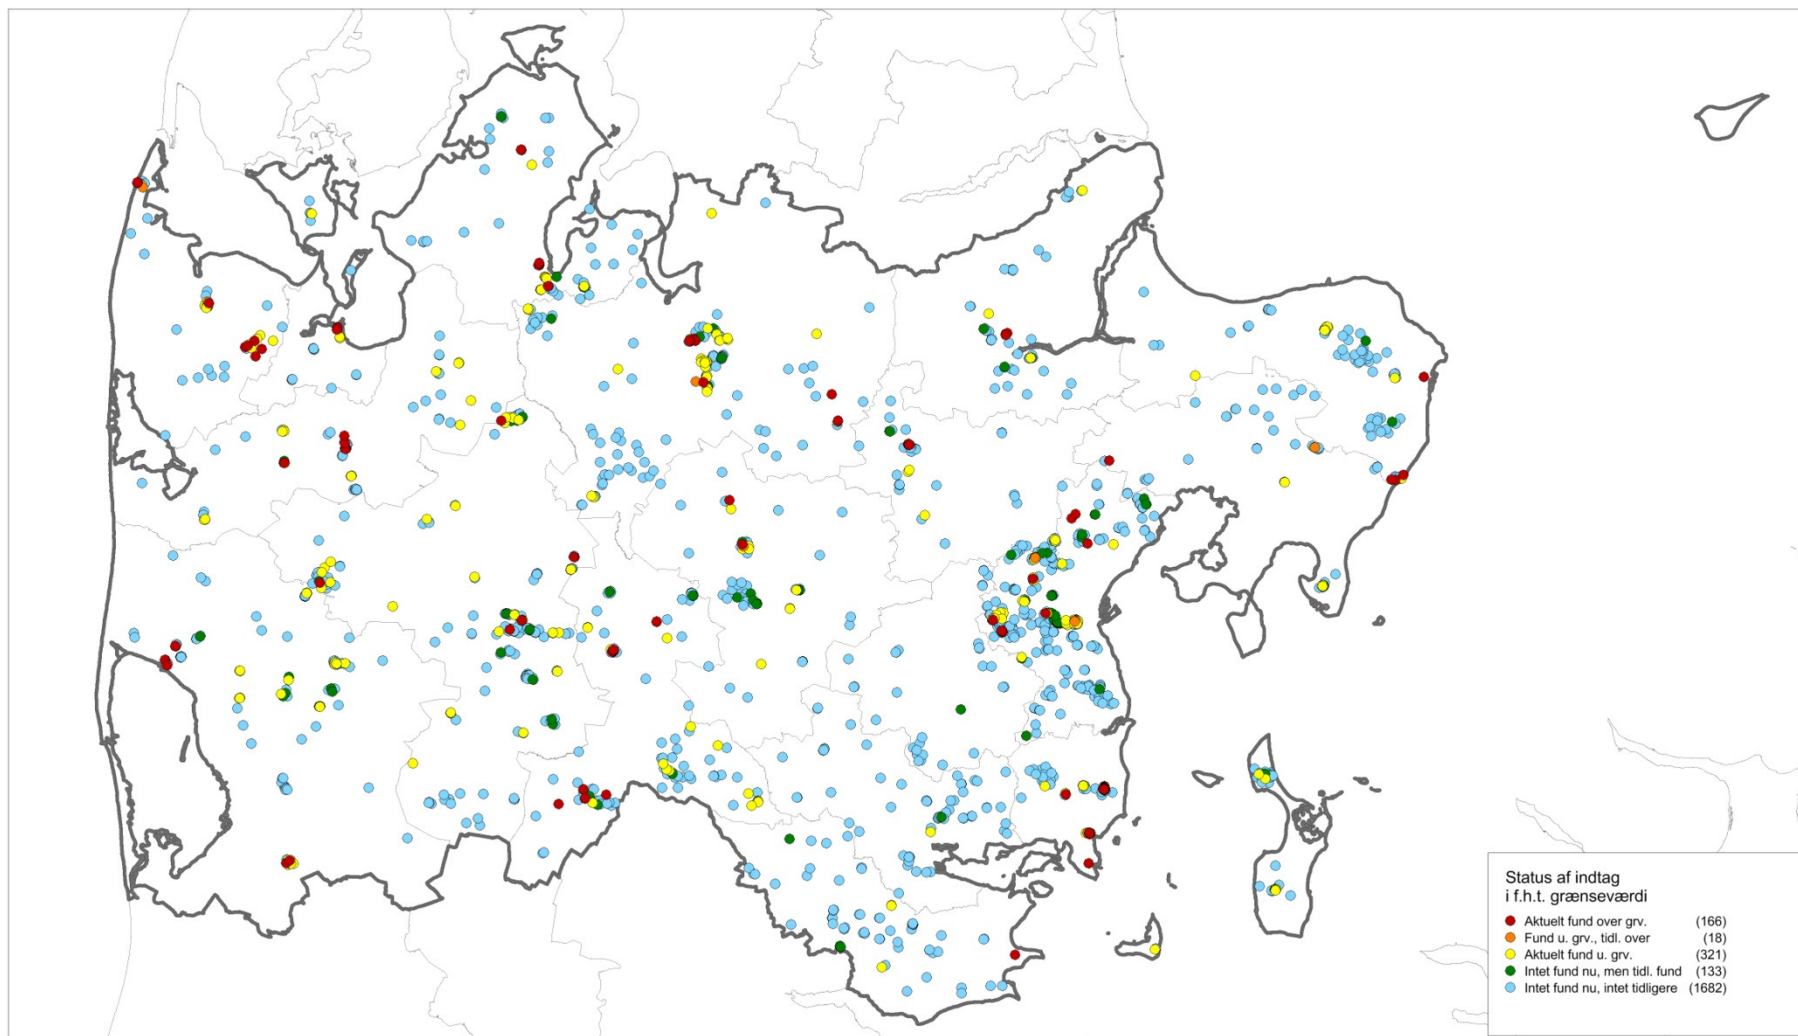 Status af indtag
i f.h.t. grænseværdi
Aktuelt fund over grv. (166)
Fund u. grv., tidl. over (18)
Aktuelt fund u. grv. (321)
Intet fund nu, men tidl. fund (133)
Intet fund nu, intet tidligere (1682)